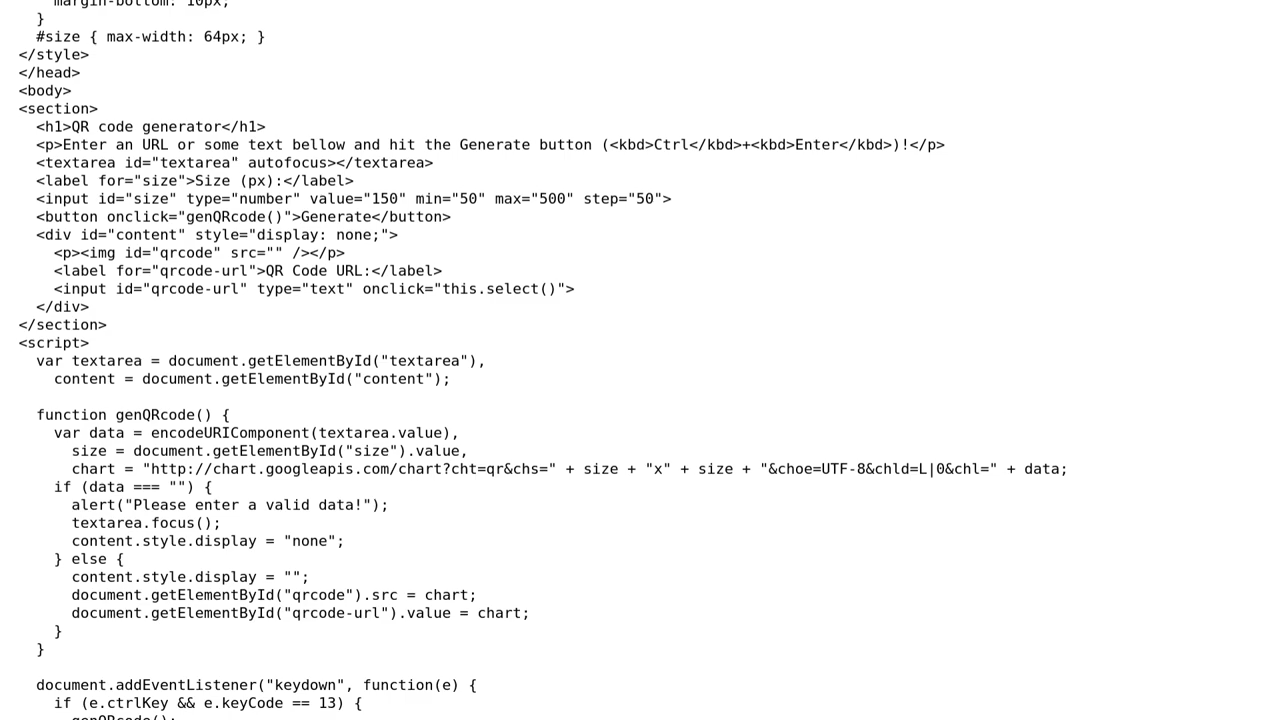 margin-bottom: 10px;
  }
  #size { max-width: 64px; }
</style>
</head>
<body>
<section>
  <h1>QR code generator</h1>
  <p>Enter an URL or some text bellow and hit the Generate button (<kbd>Ctrl</kbd>+<kbd>Enter</kbd>)!</p>
  <textarea id="textarea" autofocus></textarea>
  <label for="size">Size (px):</label>
  <input id="size" type="number" value="150" min="50" max="500" step="50">
  <button onclick="genQRcode()">Generate</button>
  <div id="content" style="display: none;">
    <p><img id="qrcode" src="" /></p>
    <label for="qrcode-url">QR Code URL:</label>
    <input id="qrcode-url" type="text" onclick="this.select()">
  </div>
</section>
<script>
  var textarea = document.getElementById("textarea"),
    content = document.getElementById("content");

  function genQRcode() {
    var data = encodeURIComponent(textarea.value),
      size = document.getElementById("size").value,
      chart = "http://chart.googleapis.com/chart?cht=qr&chs=" + size + "x" + size + "&choe=UTF-8&chld=L|0&chl=" + data;
    if (data === "") {
      alert("Please enter a valid data!");
      textarea.focus();
      content.style.display = "none";
    } else {
      content.style.display = "";
      document.getElementById("qrcode").src = chart;
      document.getElementById("qrcode-url").value = chart;
    }
  }

  document.addEventListener("keydown", function(e) {
    if (e.ctrlKey && e.keyCode == 13) {
      genQRcode();